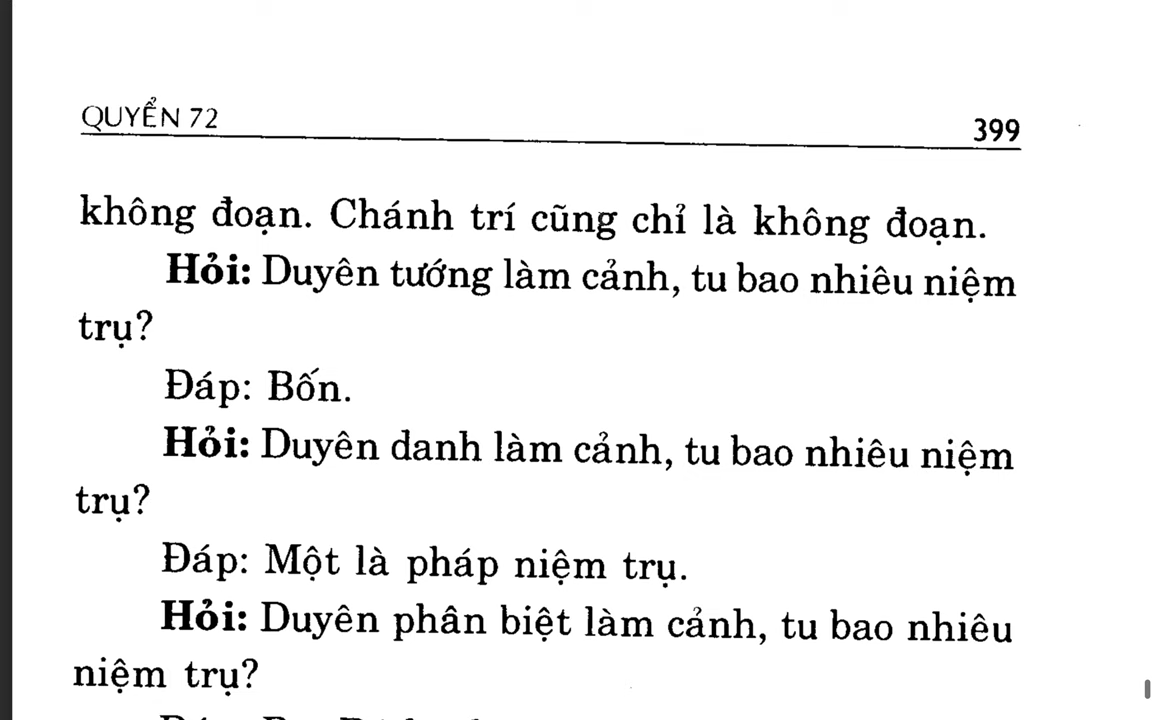 QUYỂN 72
399
không đoạn. Chánh trí cũng chỉ là không đoạn.
Hỏi: Duyên tướng làm cảnh, tu bao nhiêu niệm
trụ?
Đáp: Bốn.
Hỏi: Duyên danh làm cảnh, tu bao nhiêu niệm
trụ?
Đáp: Một là pháp niệm trụ.
Hỏi: Duyên phân biệt làm cảnh, tu bao nhiêu
niệm trụ?